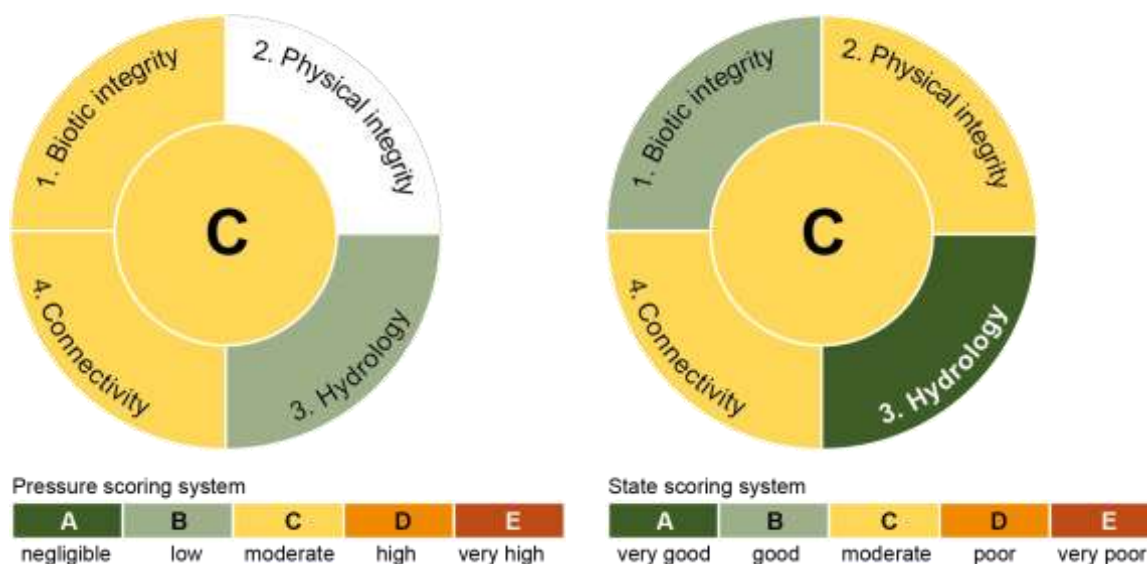 1. Biotic integrity
2. Physical integrity
C
4. Connectivity
3. Hydrology
Pressure scoring system
A B C D E
negligible low moderate high very high
1. Biotic integrity
2. Physical integrity
C
4. Connectivity
3. Hydrology
State scoring system
A B C D E
very good good moderate poor very poor